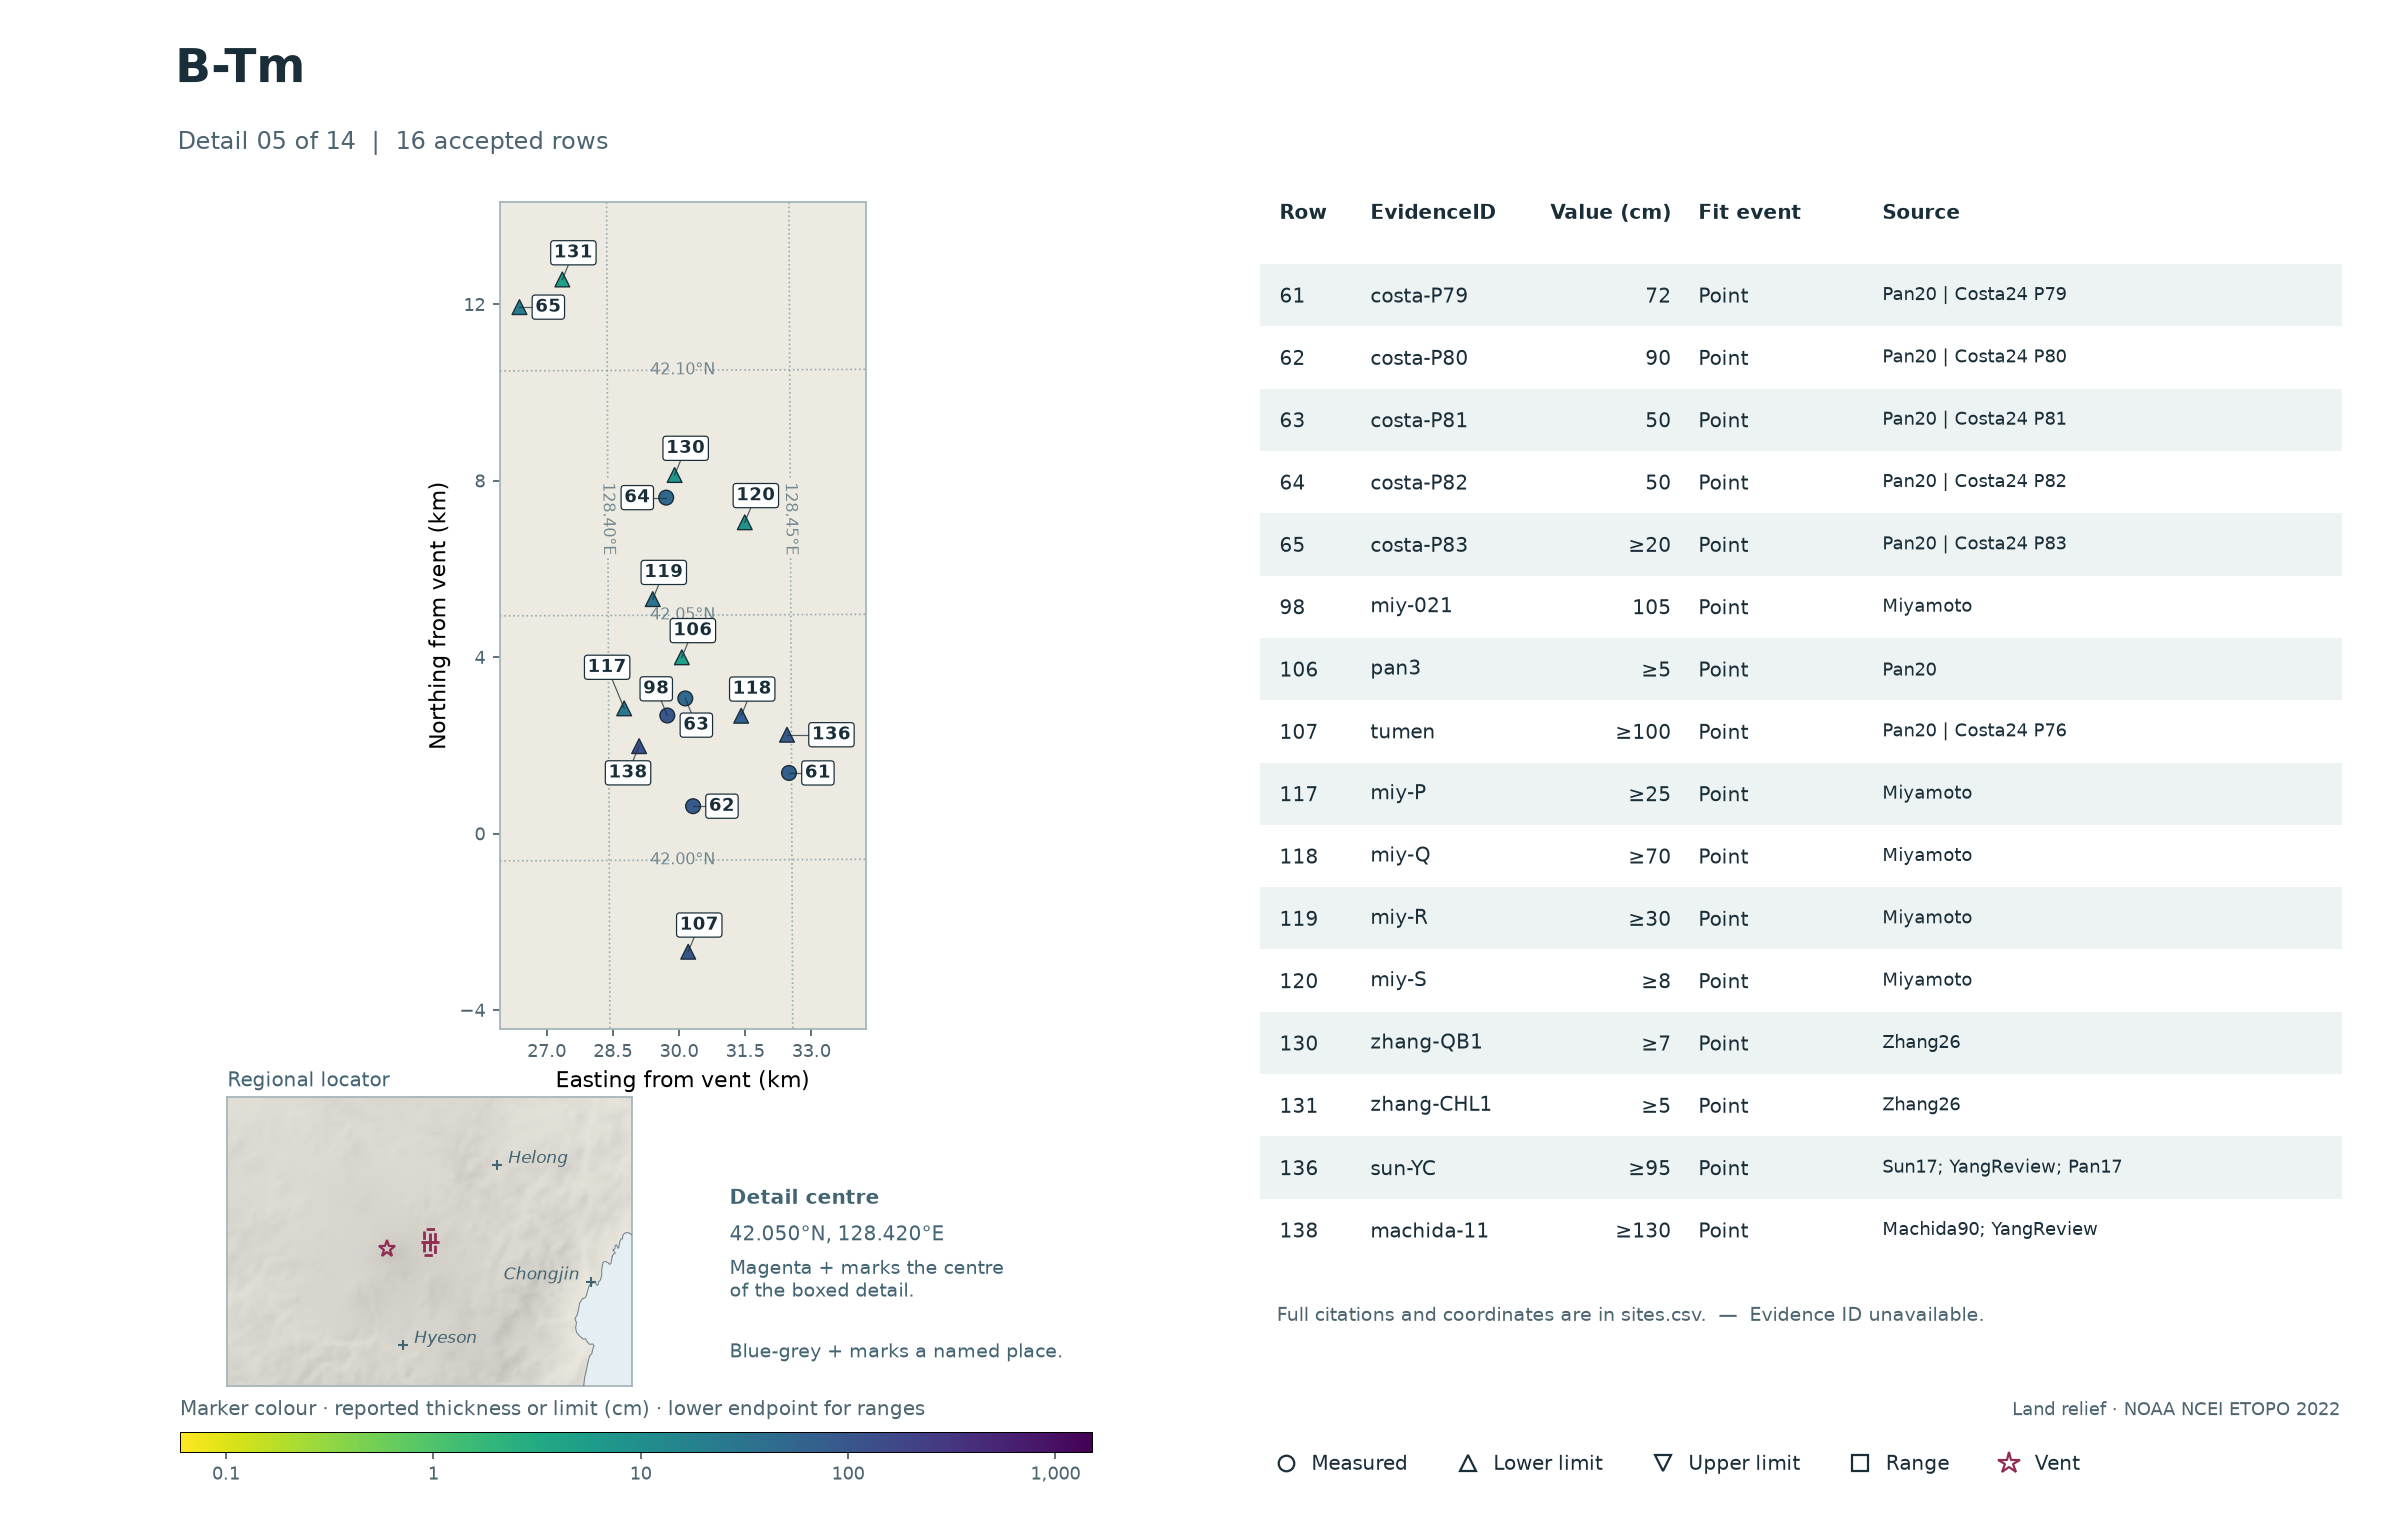 B-Tm
Detail 05 of 14 | 16 accepted rows
131
65
12
42.10°N
130
8
64
120
128.40°E
128.45°E
119
42.05°N
106
4
117
98
118
63
136
138
61
62
0
42.00°N
107
−4
27.0 28.5 30.0 31.5 33.0
Northing from vent (km)
Easting from vent (km)
Regional locator
Helong
Chongjin
Hyeson
Detail centre
42.050°N, 128.420°E
Magenta + marks the centre
of the boxed detail.
Blue-grey + marks a named place.
Marker colour · reported thickness or limit (cm) · lower endpoint for ranges
0.1 1 10 100 1,000
Row EvidenceID Value (cm) Fit event Source
61 costa-P79 72 Point Pan20 | Costa24 P79
62 costa-P80 90 Point Pan20 | Costa24 P80
63 costa-P81 50 Point Pan20 | Costa24 P81
64 costa-P82 50 Point Pan20 | Costa24 P82
65 costa-P83 ≥20 Point Pan20 | Costa24 P83
98 miy-021 105 Point Miyamoto
106 pan3 ≥5 Point Pan20
107 tumen ≥100 Point Pan20 | Costa24 P76
117 miy-P ≥25 Point Miyamoto
118 miy-Q ≥70 Point Miyamoto
119 miy-R ≥30 Point Miyamoto
120 miy-S ≥8 Point Miyamoto
130 zhang-QB1 ≥7 Point Zhang26
131 zhang-CHL1 ≥5 Point Zhang26
136 sun-YC ≥95 Point Sun17; YangReview; Pan17
138 machida-11 ≥130 Point Machida90; YangReview
Full citations and coordinates are in sites.csv. — Evidence ID unavailable.
Land relief · NOAA NCEI ETOPO 2022
Measured Lower limit Upper limit Range Vent